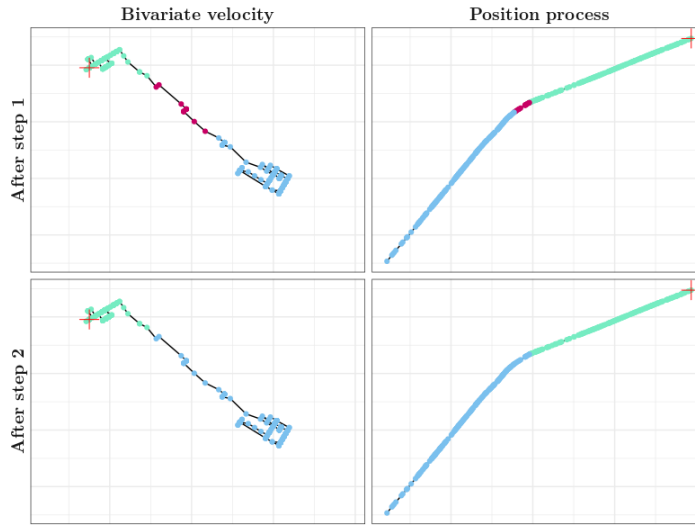 Bivariate velocity
Position process
After step 1
After step 2